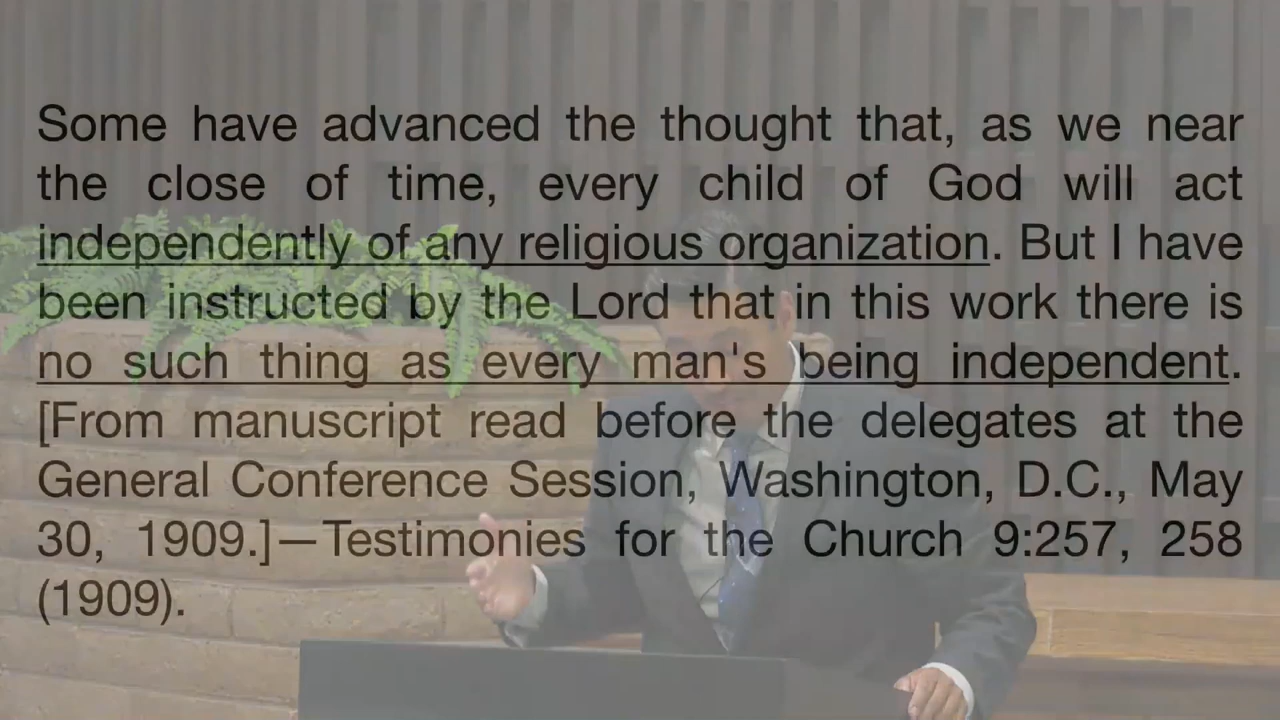 Some have advanced the thought that, as we near
the close of time, every child of God will act
independently of any religious organization. But I have
been instructed by the Lord that in this work there is
no such thing as every man's being independent.
[From manuscript read before the delegates at the
General Conference Session, Washington, D.C., May
30, 1909.]—Testimonies for the Church 9:257, 258
(1909).